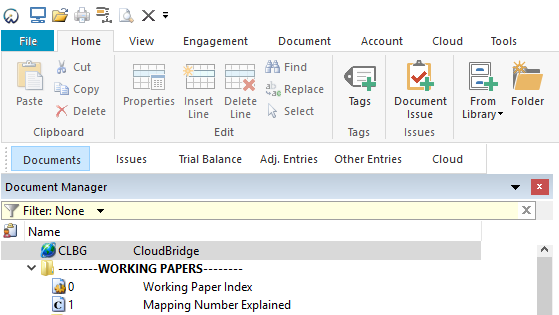 File Home View Engagement Document Account Cloud Tools
Paste Cut Copy Delete
Clipboard
Properties Insert Line Delete Line Find Replace Select
Edit
Tags
Tags
Document Issue
Issues
From Library Folder
Documents Issues Trial Balance Adj. Entries Other Entries Cloud
Document Manager
Filter: None
Name
CLBG CloudBridge
--------WORKING PAPERS--------
0 Working Paper Index
1 Mapping Number Explained